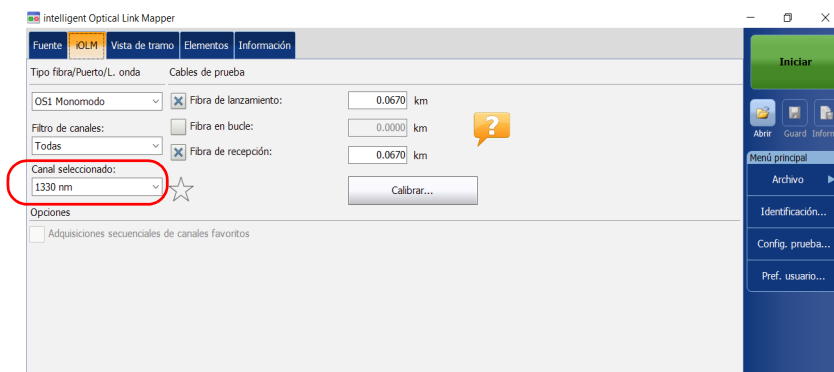 intelligent Optical Link Mapper
Fuente iOLM Vista de tramo Elementos Información
Tipo fibra/Puerto/L. onda Cables de prueba
OS1 Monomodo Fibra de lanzamiento: 0.0670 km
Filtro de canales: Fibra en bucle: 0.0000 km
Todas Fibra de recepción: 0.0670 km
Canal seleccionado:
1330 nm Calibrar...
Opciones
Adquisiciones secuenciales de canales favoritos
Iniciar
Abrir Guard Inform
Menú principal
Archivo
Identificación...
Config. prueba...
Pref. usuario...